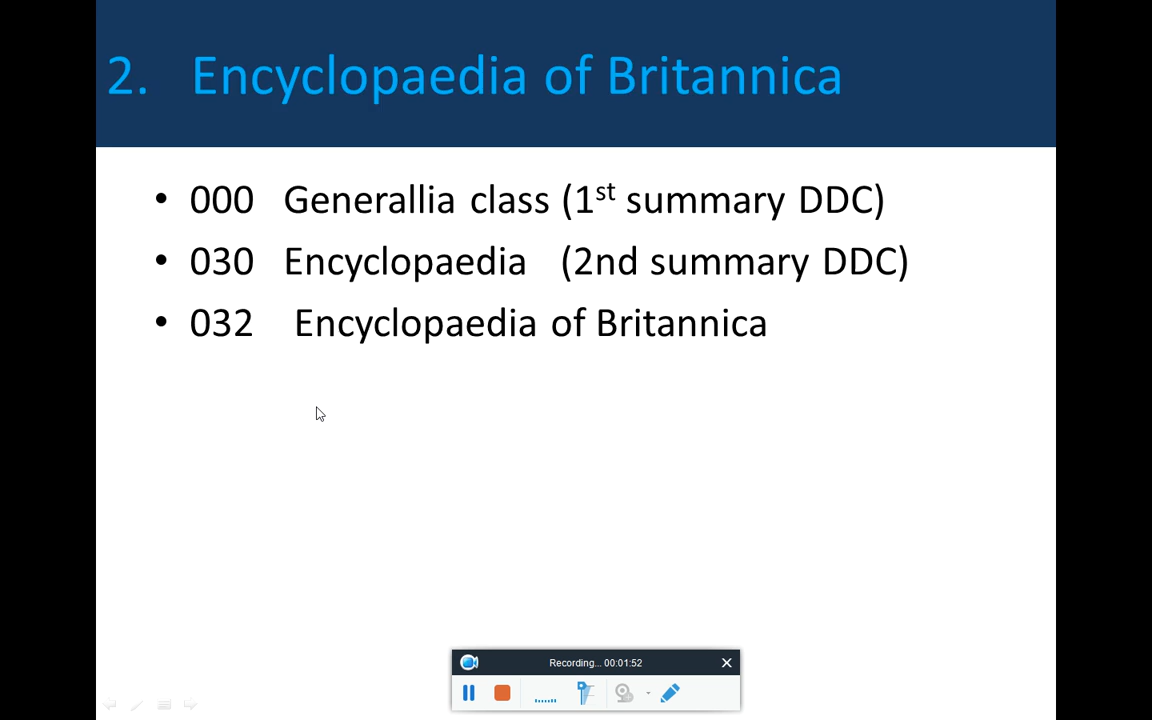 2. Encyclopaedia of Britannica
• 000 Generallia class (1st summary DDC)
• 030 Encyclopaedia (2nd summary DDC)
• 032 Encyclopaedia of Britannica
Recording... 00:01:52